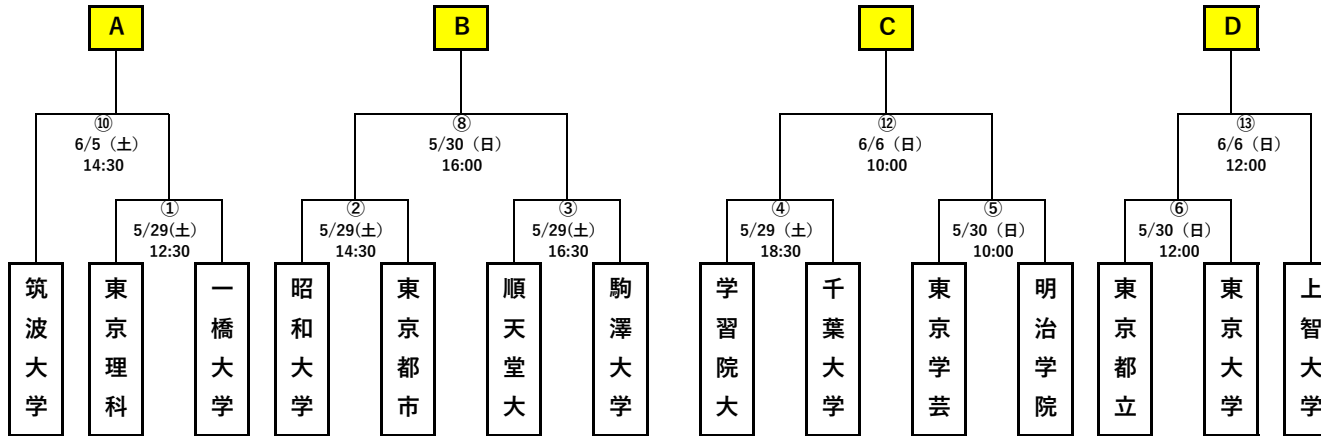 A
B
C
D
⑩
6/5（土）
14:30
⑧
5/30（日）
16:00
⑫
6/6（日）
10:00
⑬
6/6（日）
12:00
①
5/29(土)
12:30
②
5/29(土)
14:30
③
5/29(土)
16:30
④
5/29（土）
18:30
⑤
5/30（日）
10:00
⑥
5/30（日）
12:00
筑波大学
東京理科
一橋大学
昭和大学
東京都市
順天堂大
駒澤大学
学習院大
千葉大学
東京学芸
明治学院
東京都立
東京大学
上智大学